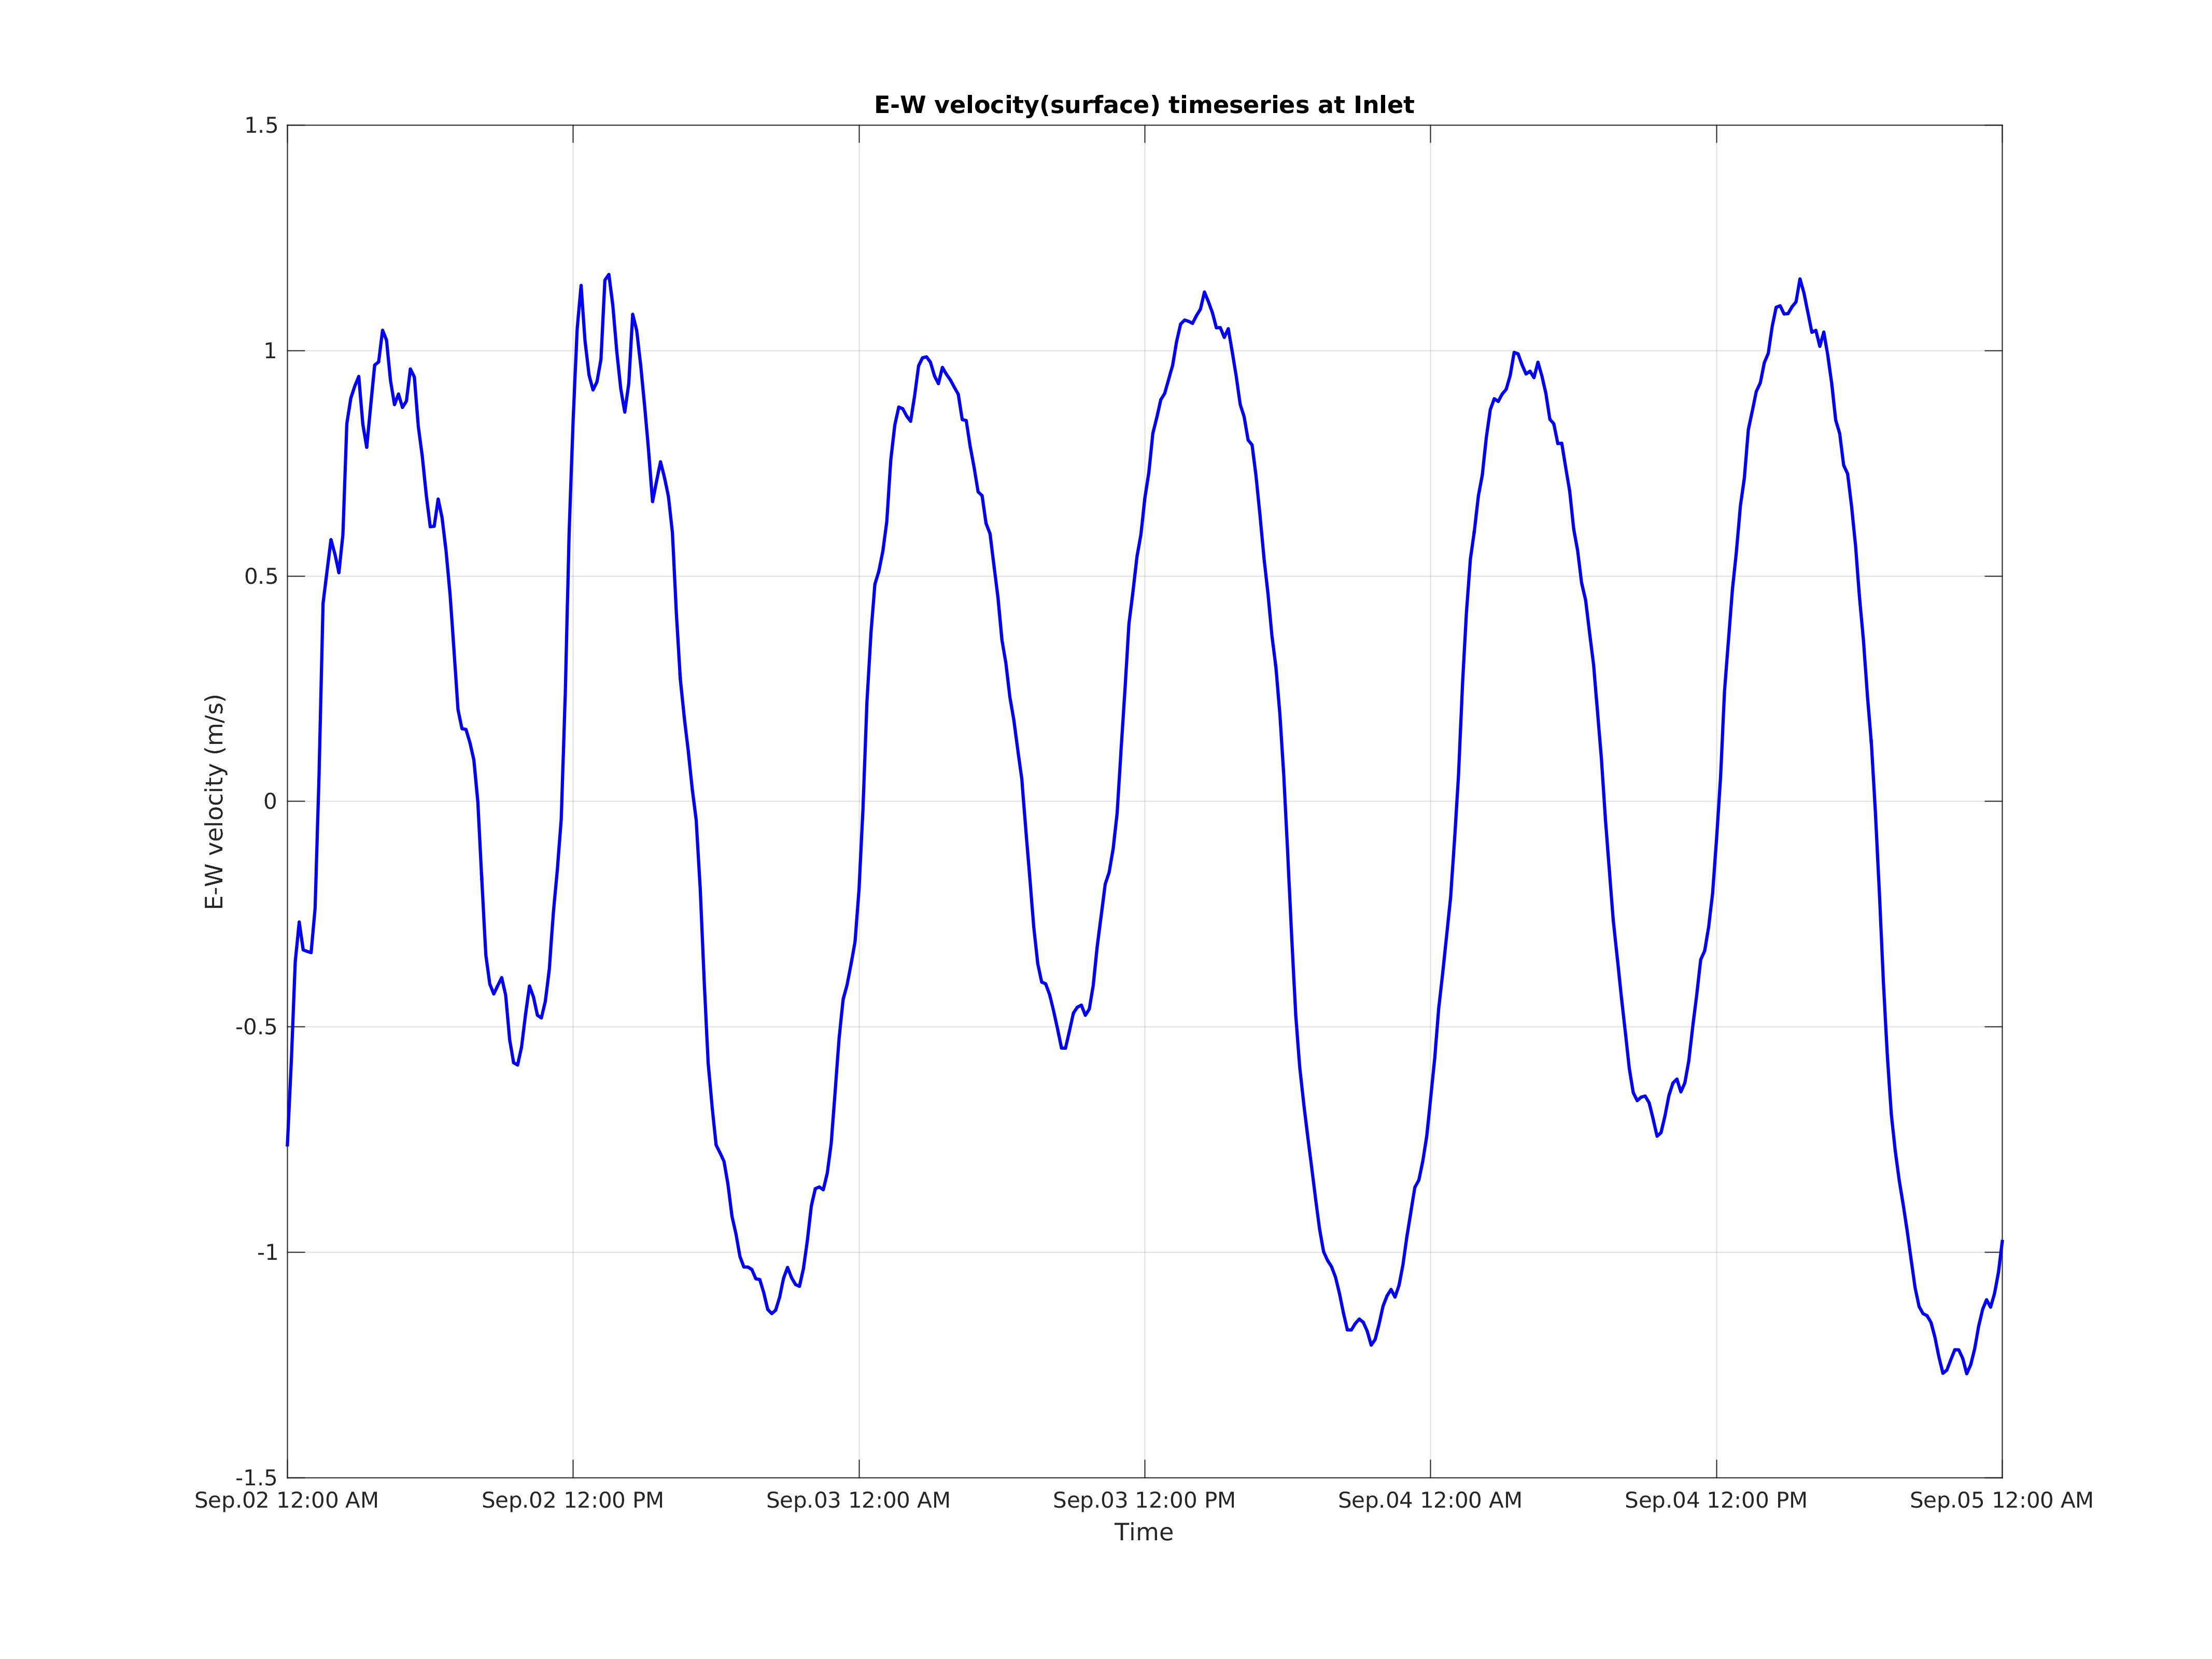 E-W velocity(surface) timeseries at Inlet
1.5
1
0.5
0
-0.5
-1
-1.5
E-W velocity (m/s)
Sep.02 12:00 AM Sep.02 12:00 PM Sep.03 12:00 AM Sep.03 12:00 PM Sep.04 12:00 AM Sep.04 12:00 PM Sep.05 12:00 AM
Time